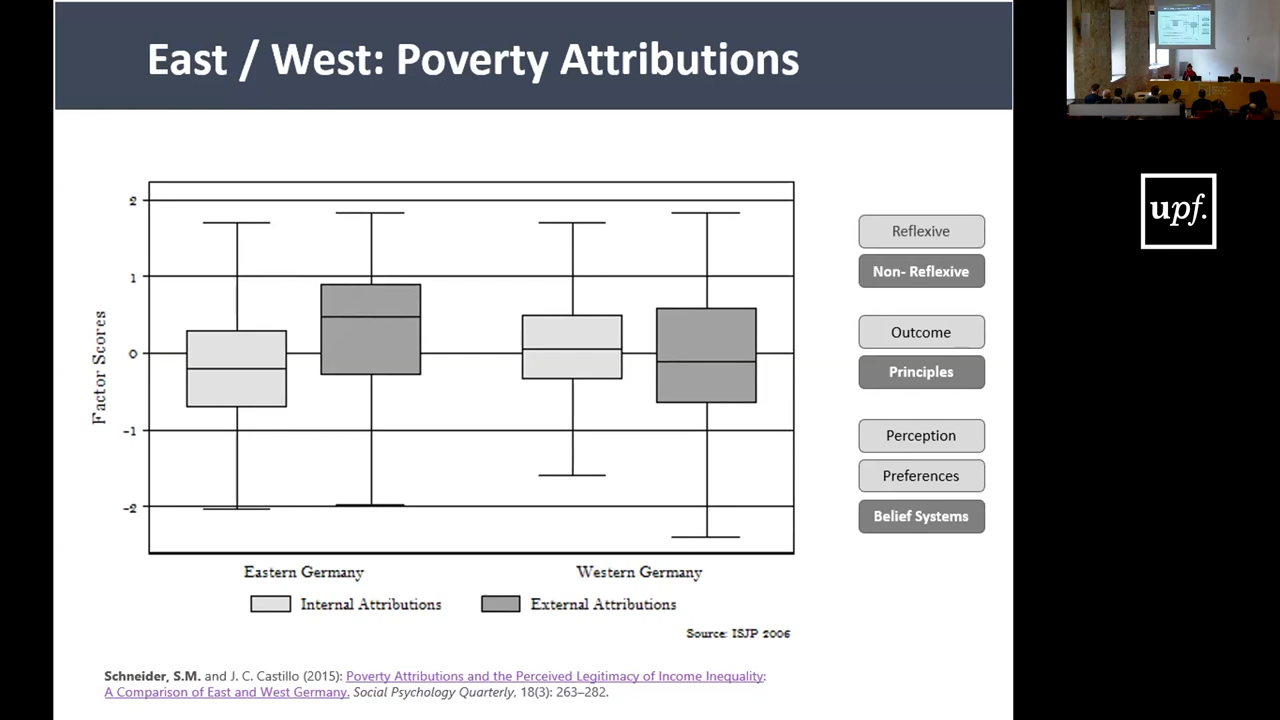 East / West: Poverty Attributions
2
1
0
-1
-2
Factor Scores
Eastern Germany
Western Germany
Internal Attributions
External Attributions
Source: ISJP 2006
Schneider, S.M. and J. C. Castillo (2015): Poverty Attributions and the Perceived Legitimacy of Income Inequality:
A Comparison of East and West Germany. Social Psychology Quarterly, 18(3): 263–282.
Reflexive
Non- Reflexive
Outcome
Principles
Perception
Preferences
Belief Systems
upf.